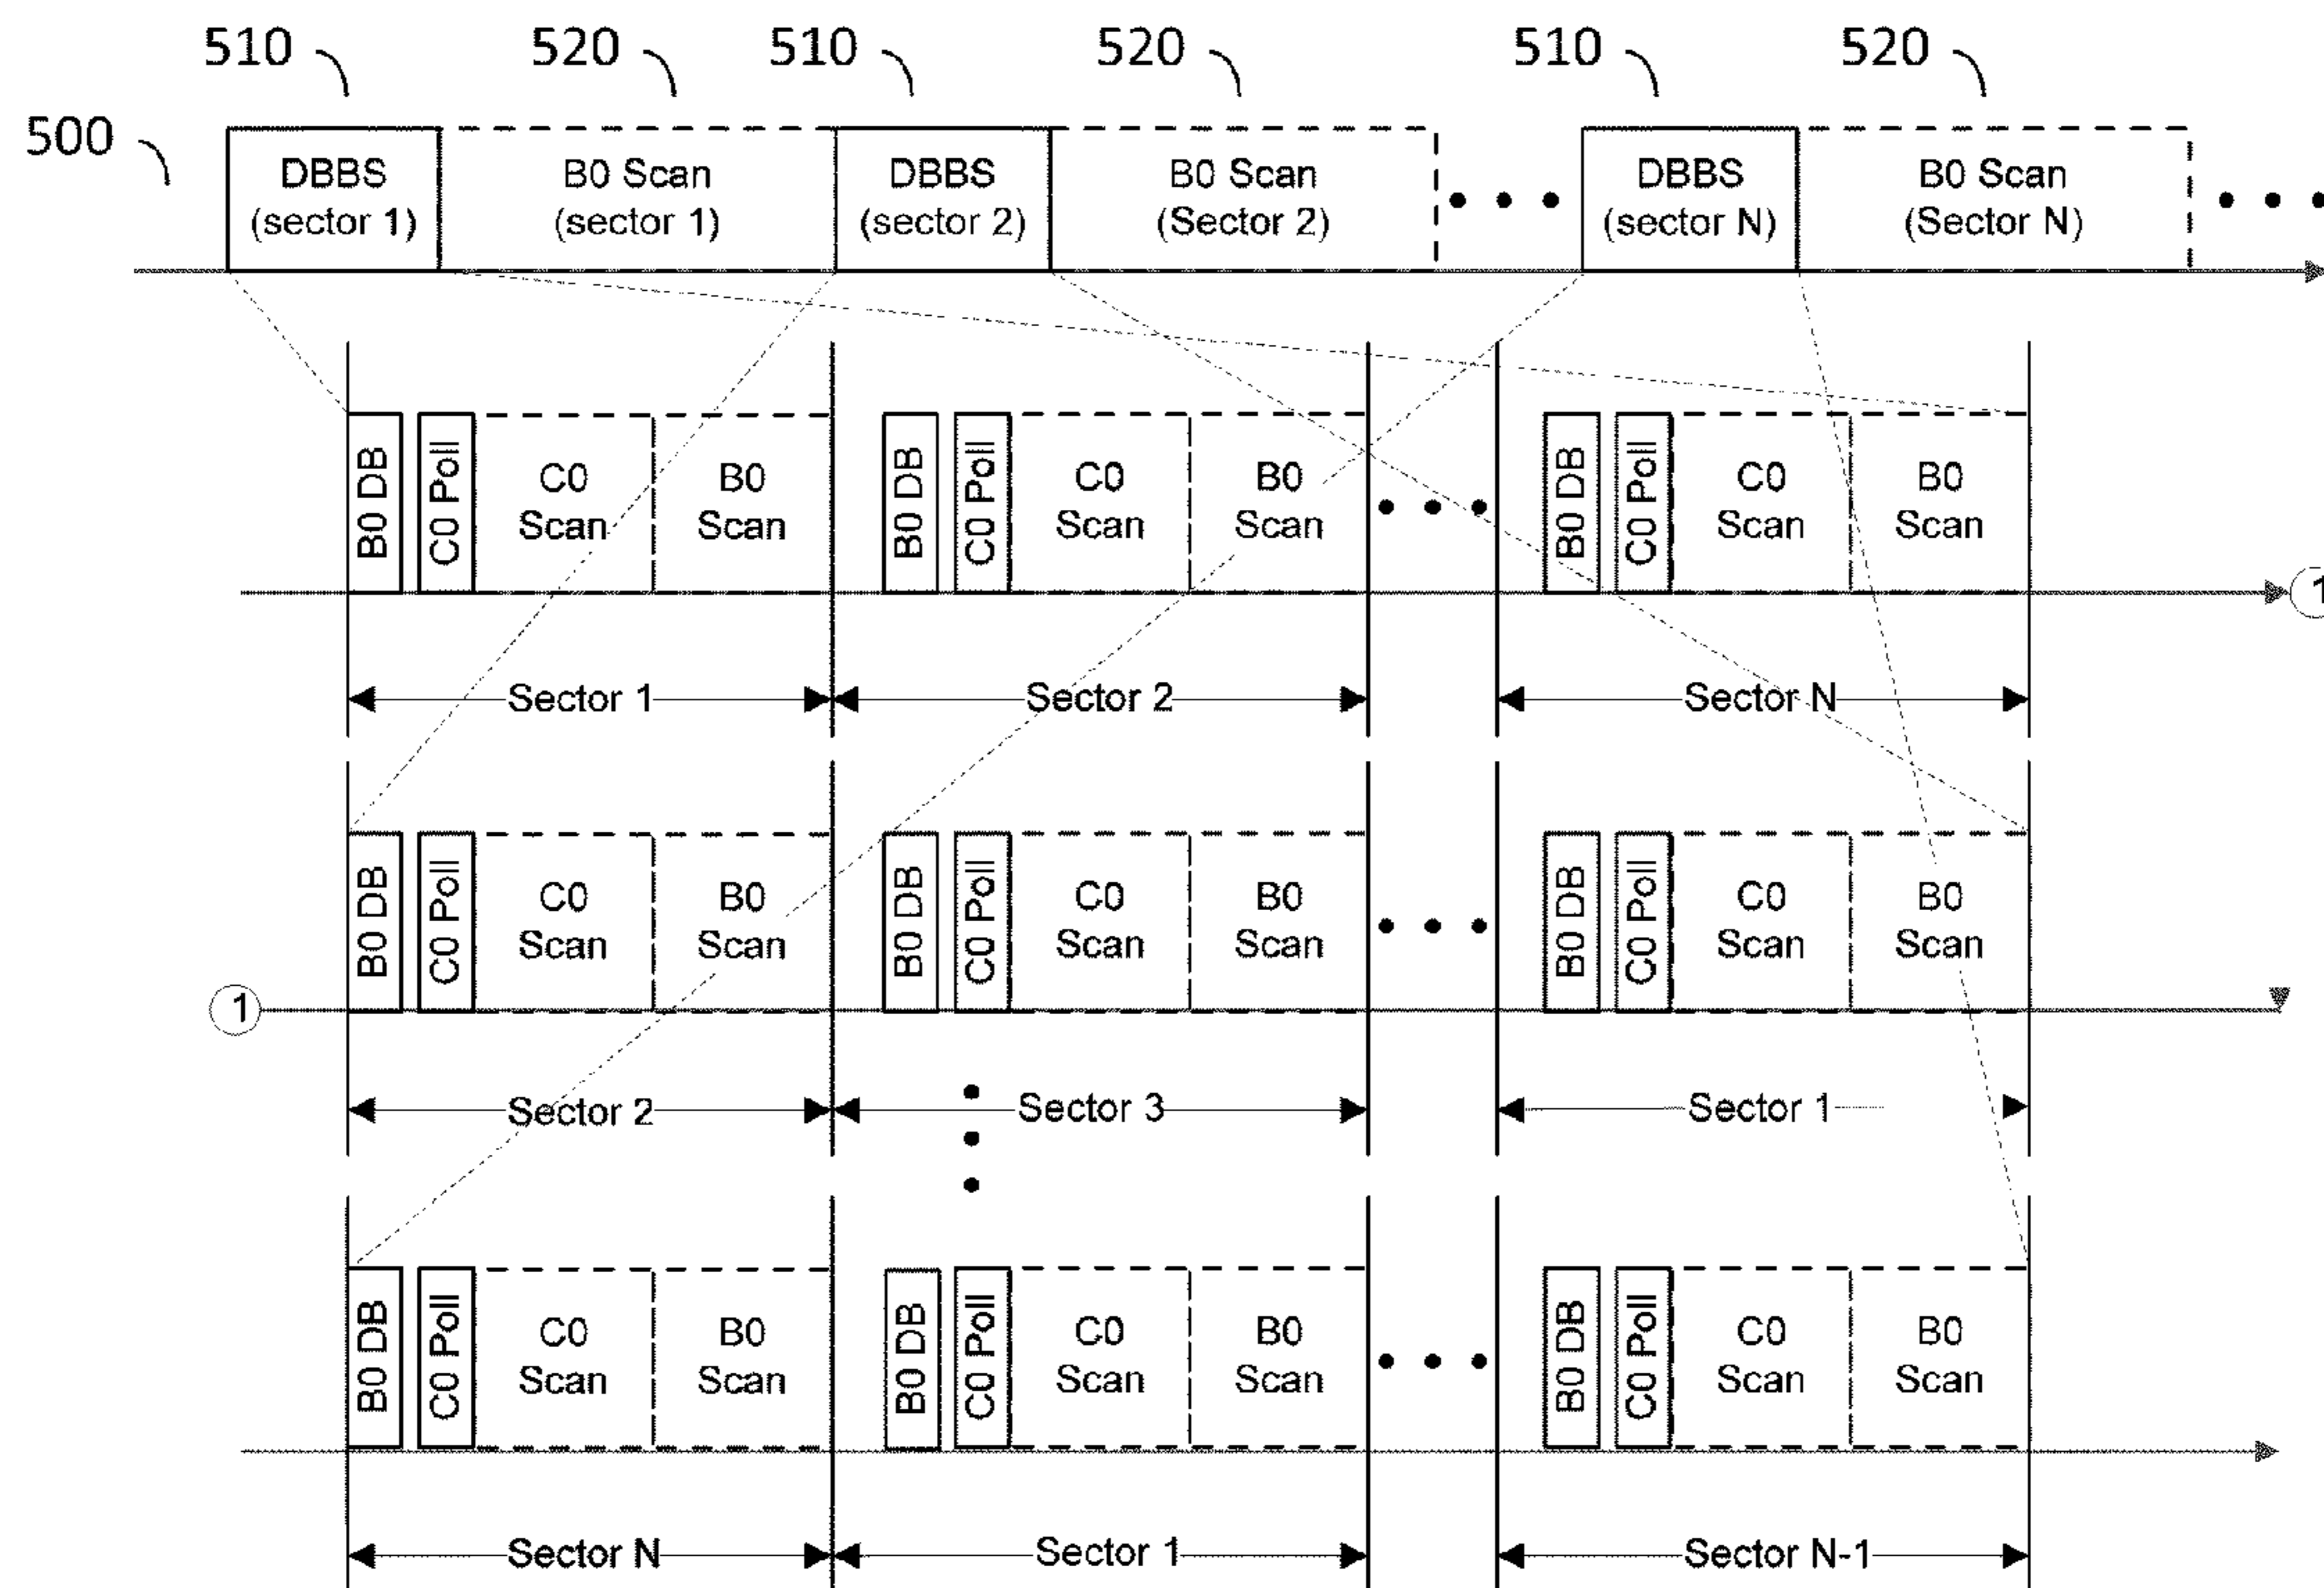 510 520 510 520 510 520
500
DBBS B0 Scan DBBS B0 Scan DBBS B0 Scan
(sector 1) (sector 1) (sector 2) (Sector 2) (sector N) (Sector N)
B0 DB C0 Poll C0 B0 B0 DB C0 Poll C0 B0 B0 DB C0 Poll C0 B0
Scan Scan Scan Scan Scan Scan
1
Sector 1 Sector 2 Sector N
B0 DB C0 Poll C0 B0 B0 DB C0 Poll C0 B0 B0 DB C0 Poll C0 B0
Scan Scan Scan Scan Scan Scan
1
Sector 2 Sector 3 Sector 1
B0 DB C0 Poll C0 B0 B0 DB C0 Poll C0 B0 B0 DB C0 Poll C0 B0
Scan Scan Scan Scan Scan Scan
Sector N Sector 1 Sector N-1